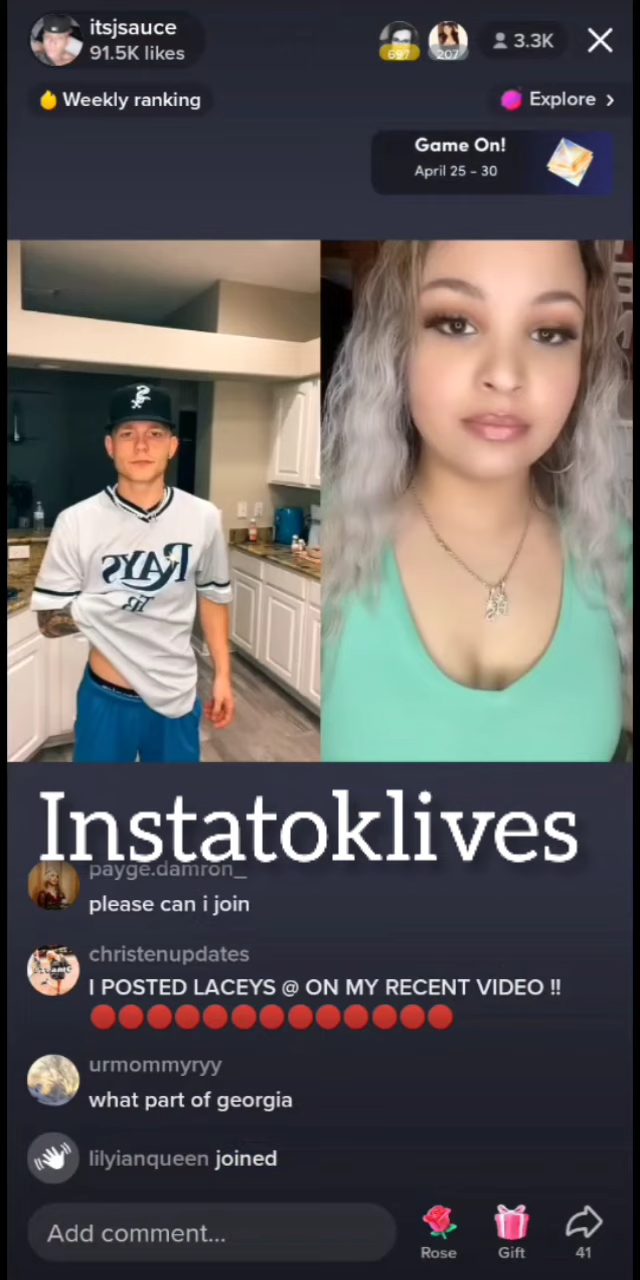 itsjsauce
91.5K likes
697
207
3.3K
Weekly ranking
Explore
Game On!
April 25 - 30
RAYS
Instatoklives
payge.damron_
please can i join
christenupdates
I POSTED LACEYS @ ON MY RECENT VIDEO !!
urmommyryy
what part of georgia
lilyianqueen joined
Add comment...
Rose
Gift
41